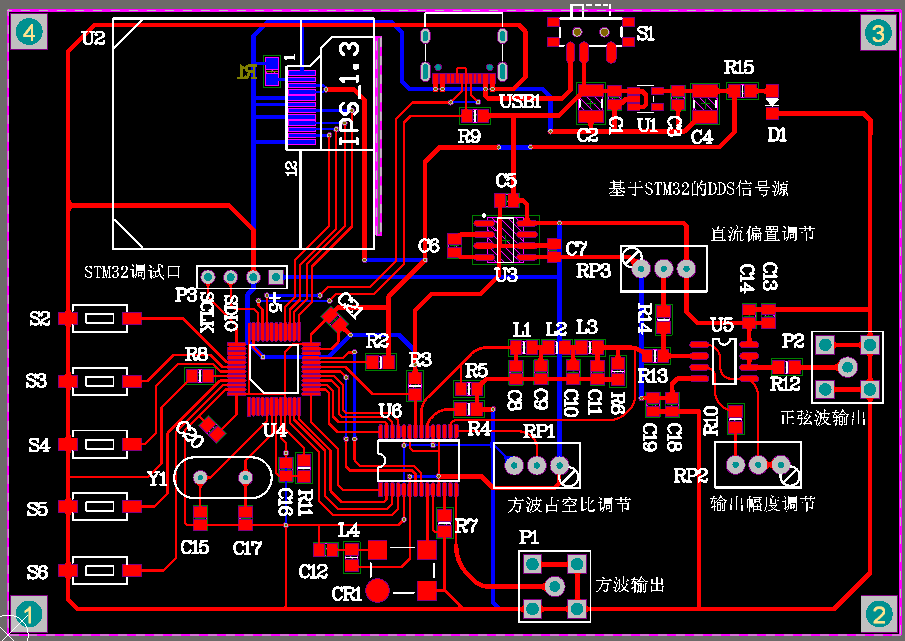 4
3
U2
S1
R1
1
IPS_1.3
12
USB1
R9
R15
C2
C1
U1
C3
C4
D1
基于STM32的DDS信号源
C5
C6
C7
U3
RP3
直流偏置调节
STM32调试口
P3
SCLK
SDIO
+5
C21
C14
C13
S2
R14
L1
L2
L3
U5
P2
R2
R8
R3
R5
R13
R12
S3
C8
C9
C10
C11
R6
R4
U6
U4
C20
RP1
C19
C18
R10
正弦波输出
S4
Y1
C16
R11
RP2
方波占空比调节
输出幅度调节
S5
R7
C15
C17
L4
P1
C12
S6
CR1
方波输出
1
2